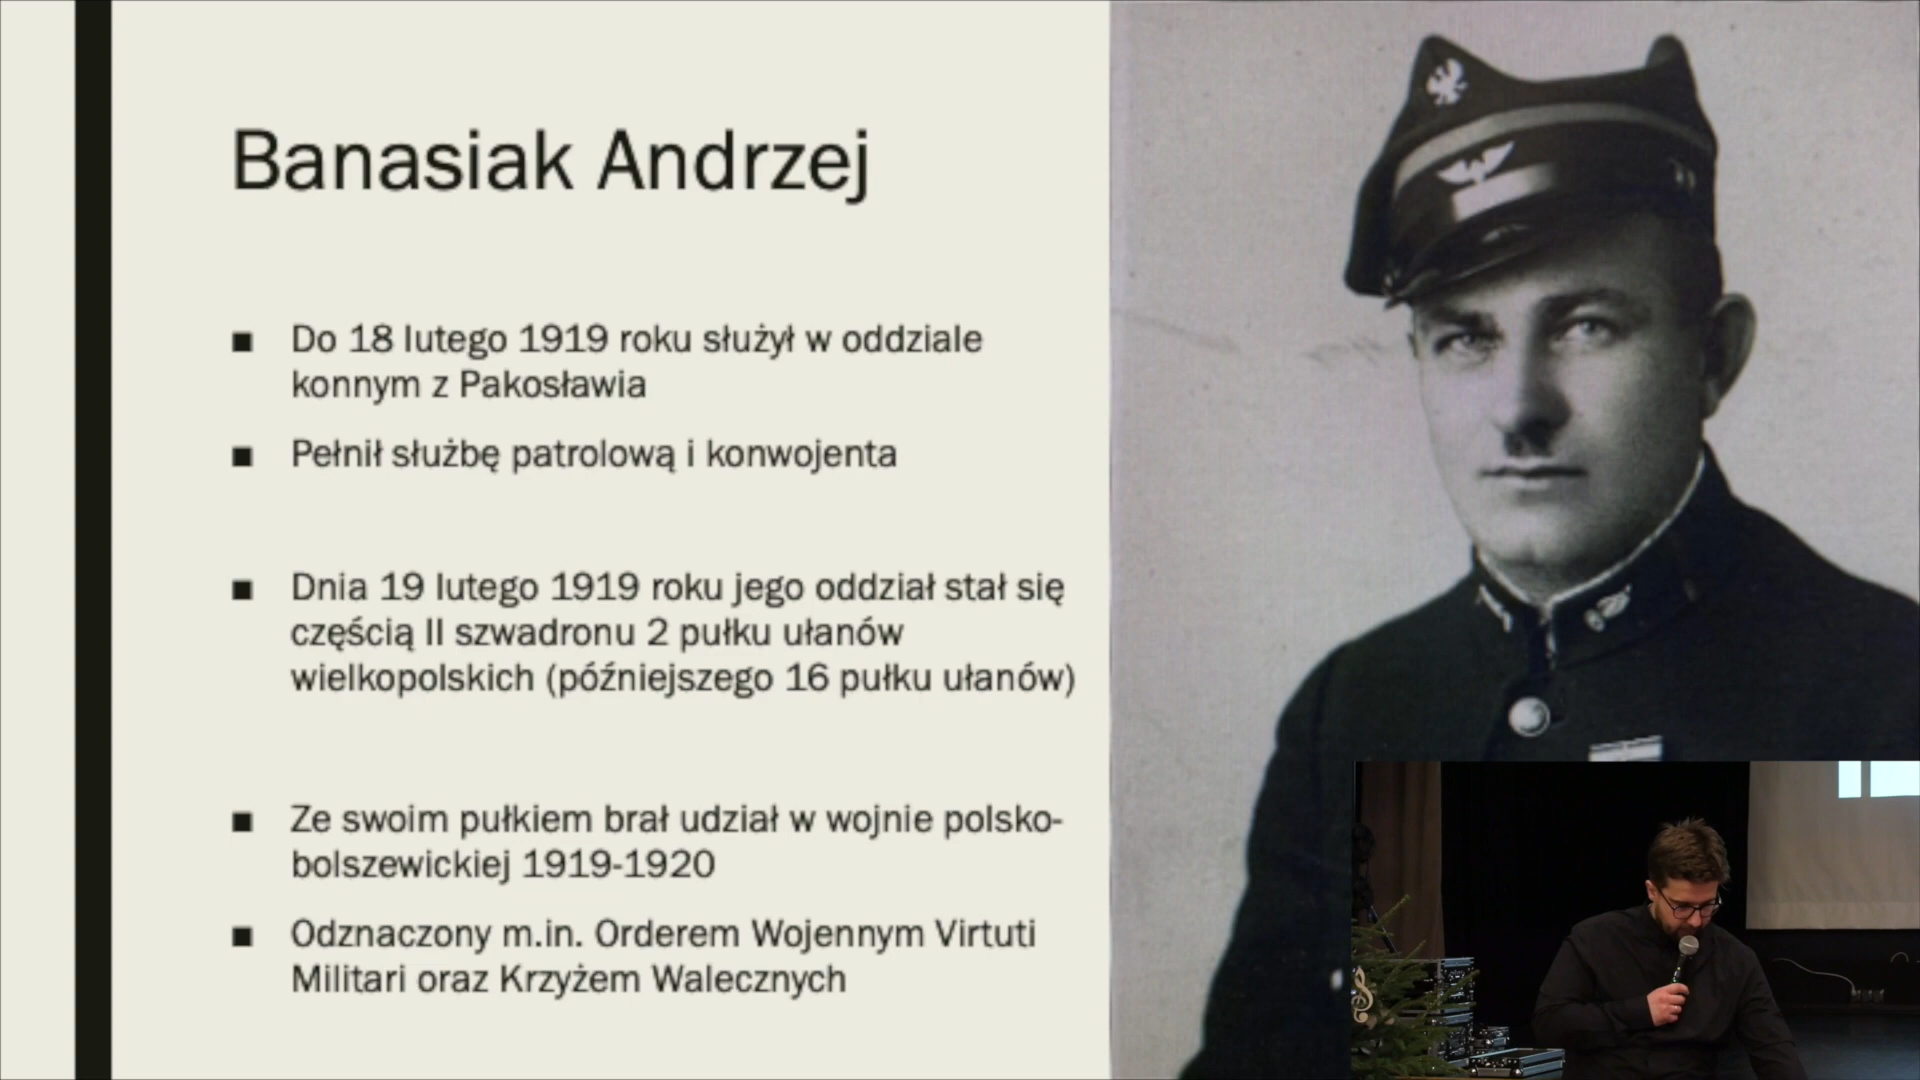 Banasiak Andrzej
■ Do 18 lutego 1919 roku służył w oddziale
konnym z Pakosławia
■ Pełnił służbę patrolową i konwojenta
■ Dnia 19 lutego 1919 roku jego oddział stał się
częścią II szwadronu 2 pułku ułanów
wielkopolskich (późniejszego 16 pułku ułanów)
■ Ze swoim pułkiem brał udział w wojnie polsko-
bolszewickiej 1919-1920
■ Odznaczony m.in. Orderem Wojennym Virtuti
Militari oraz Krzyżem Walecznych